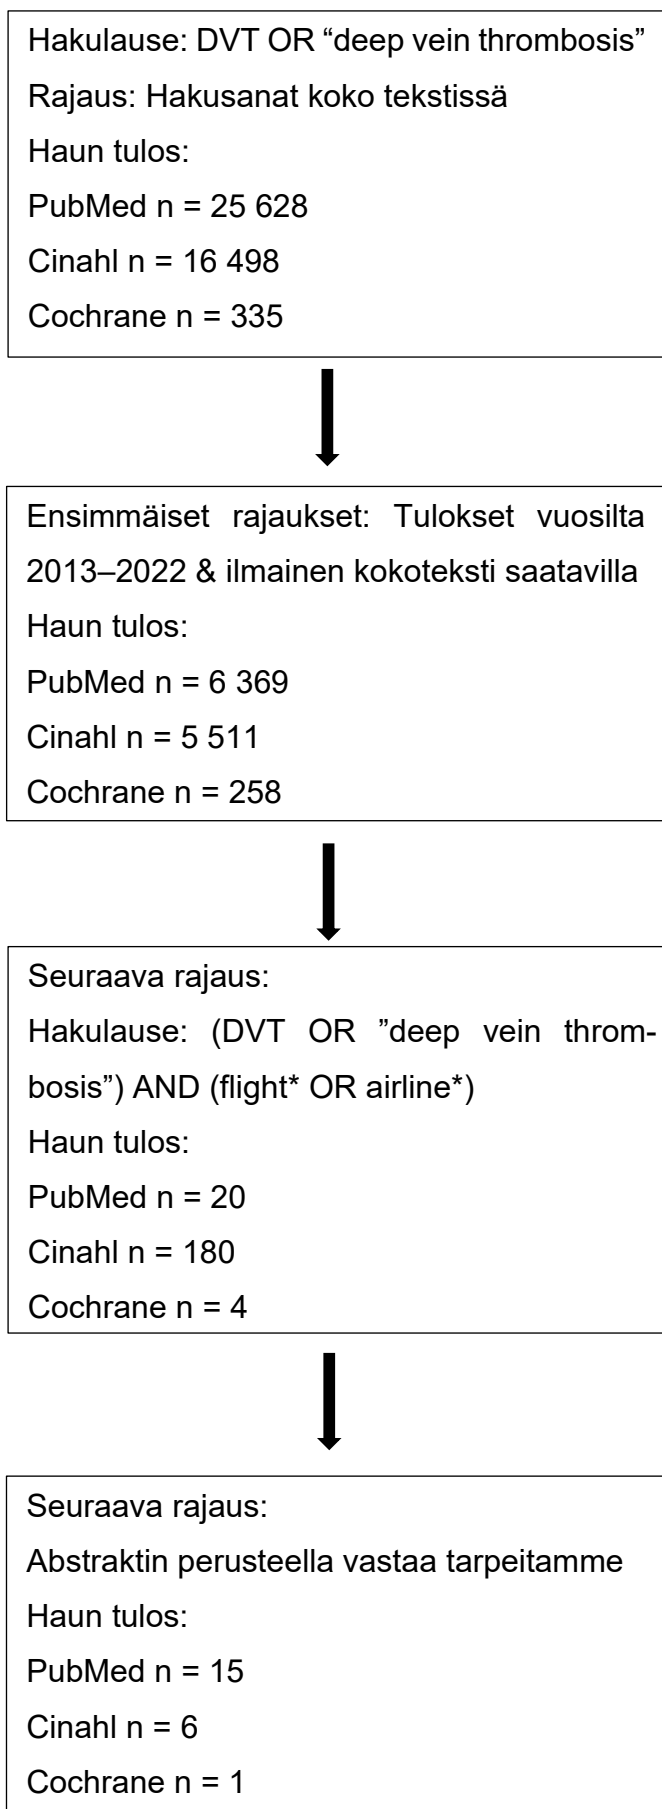 Hakulause: DVT OR “deep vein thrombosis”
Rajaus: Hakusanat koko tekstissä
Haun tulos:
PubMed n = 25 628
Cinahl n = 16 498
Cochrane n = 335
Ensimmäiset rajaukset: Tulokset vuosilta
2013–2022 & ilmainen kokoteksti saatavilla
Haun tulos:
PubMed n = 6 369
Cinahl n = 5 511
Cochrane n = 258
Seuraava rajaus:
Hakulause: (DVT OR ”deep vein throm-
bosis”) AND (flight* OR airline*)
Haun tulos:
PubMed n = 20
Cinahl n = 180
Cochrane n = 4
Seuraava rajaus:
Abstraktin perusteella vastaa tarpeitamme
Haun tulos:
PubMed n = 15
Cinahl n = 6
Cochrane n = 1